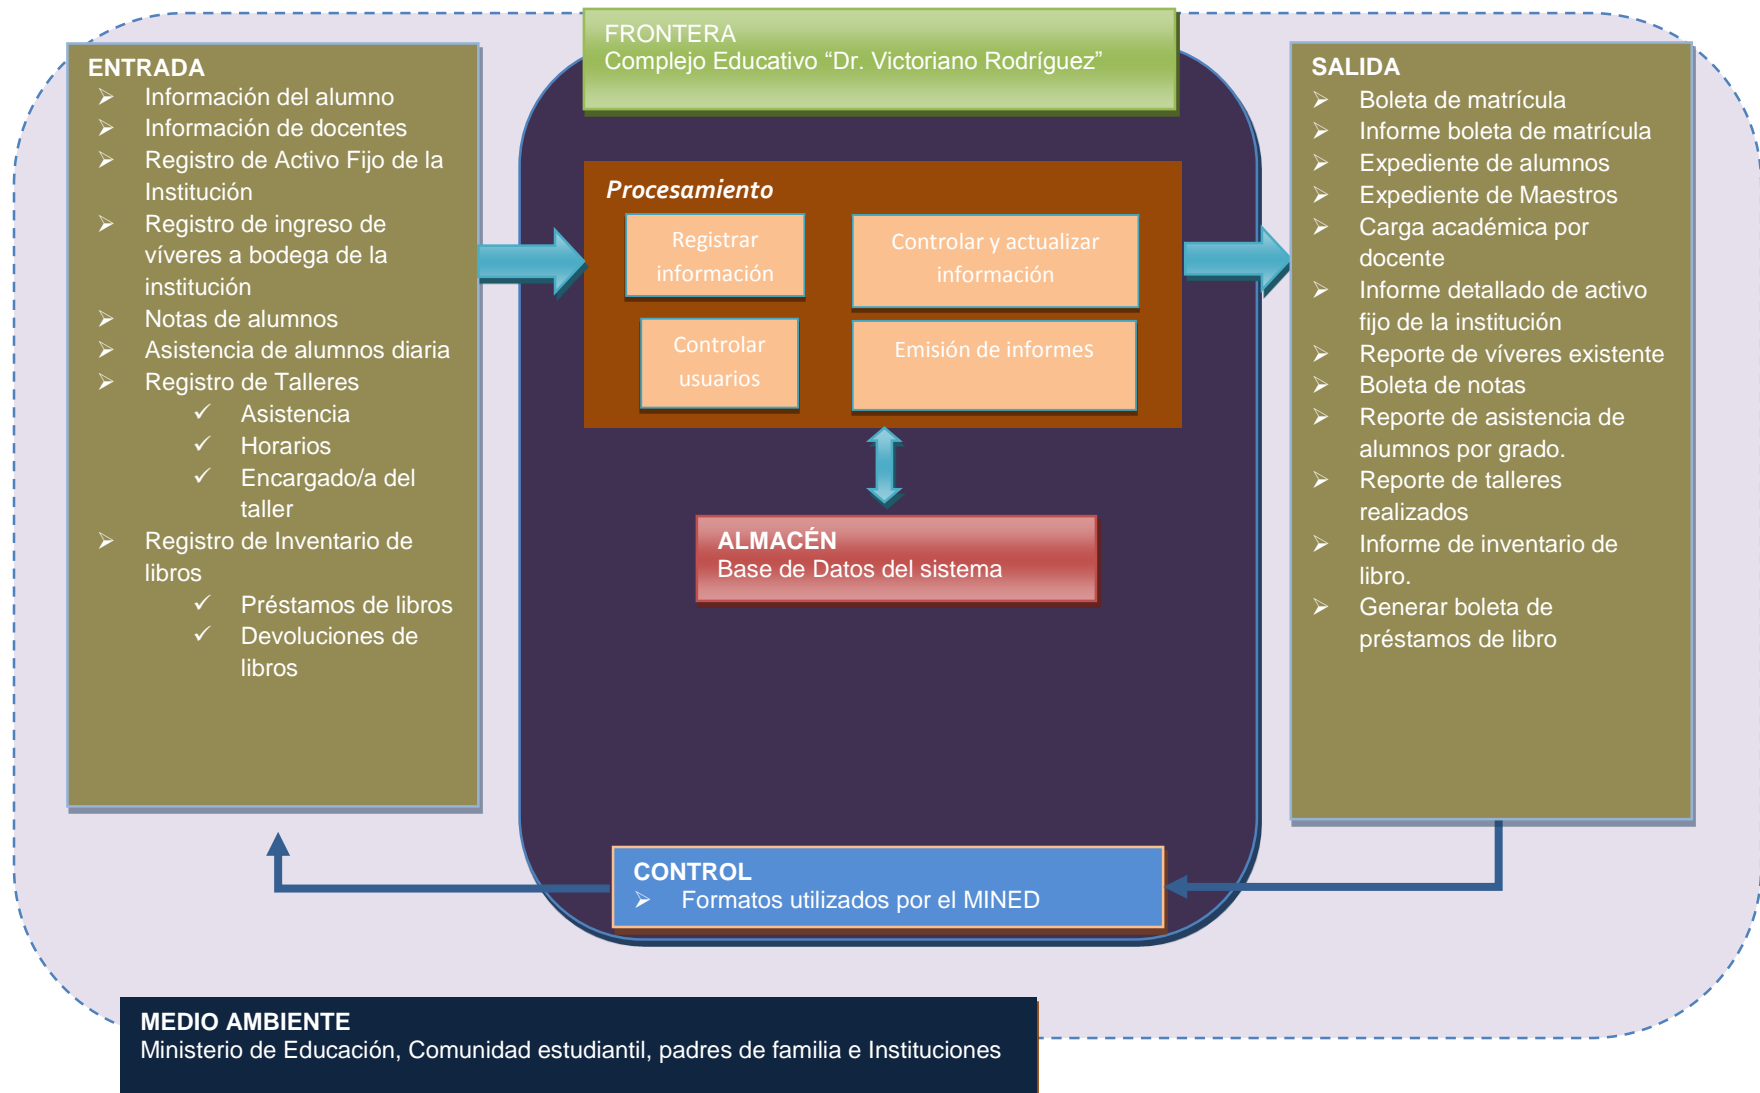 FRONTERA
Complejo Educativo “Dr. Victoriano Rodríguez”
ENTRADA
➢ Información del alumno
➢ Información de docentes
➢ Registro de Activo Fijo de la
Institución
➢ Registro de ingreso de
víveres a bodega de la
institución
➢ Notas de alumnos
➢ Asistencia de alumnos diaria
➢ Registro de Talleres
✓ Asistencia
✓ Horarios
✓ Encargado/a del
taller
➢ Registro de Inventario de
libros
✓ Préstamos de libros
✓ Devoluciones de
libros
Procesamiento
Registrar
información
Controlar y actualizar
información
Controlar
usuarios
Emisión de informes
ALMACÉN
Base de Datos del sistema
SALIDA
➢ Boleta de matrícula
➢ Informe boleta de matrícula
➢ Expediente de alumnos
➢ Expediente de Maestros
➢ Carga académica por
docente
➢ Informe detallado de activo
fijo de la institución
➢ Reporte de víveres existente
➢ Boleta de notas
➢ Reporte de asistencia de
alumnos por grado.
➢ Reporte de talleres
realizados
➢ Informe de inventario de
libro.
➢ Generar boleta de
préstamos de libro
CONTROL
➢ Formatos utilizados por el MINED
MEDIO AMBIENTE
Ministerio de Educación, Comunidad estudiantil, padres de familia e Instituciones